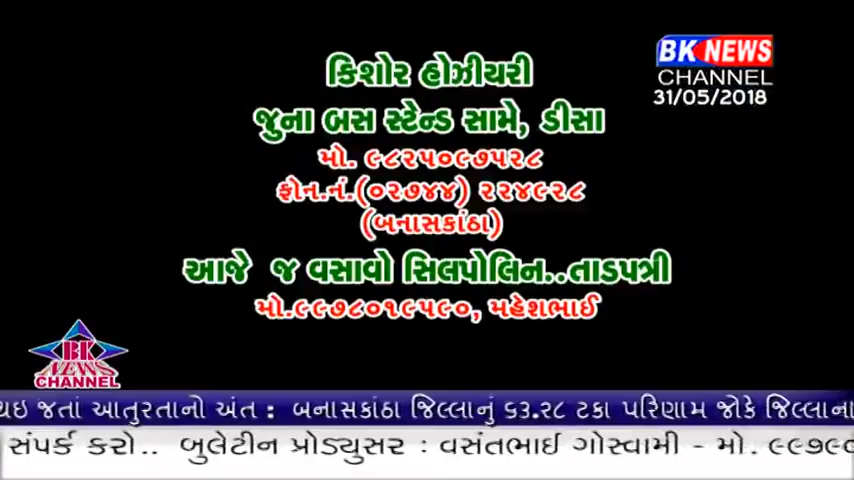 BK NEWS
CHANNEL
31/05/2018
કિશોર હોઝીયરી
જુના બસ સ્ટેન્ડ સામે, ડીસા
મો. ૯૮૨૫૦૯૭૫૨૮
ફોન.નં.(૦૨૭૪૪) ૨૨૪૯૨૮
(બનાસકાંઠા)
આજે જ વસાવો સિલપોલિન..તાડપત્રી
મો.૯૯૭૮૦૧૯૫૯૦, મહેશભાઈ
BK
NEWS
CHANNEL
થઇ જતાં આતુરતાનો અંત : બનાસકાંઠા જિલ્લાનું ૬૩.૨૮ ટકા પરિણામ જોકે જિલ્લાના
સંપર્ક કરો.. બુલેટીન પ્રોડ્યુસર : વસંતભાઈ ગોસ્વામી - મો. ૯૯૭૯૦